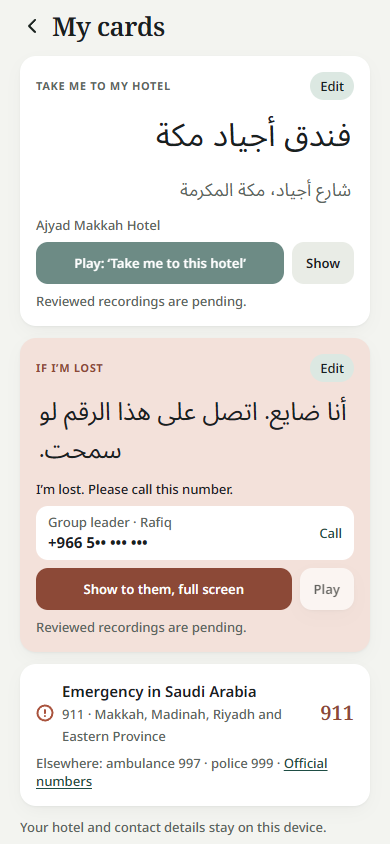 My cards
TAKE ME TO MY HOTEL
Edit
فندق أجياد مكة
شارع أجياد، مكة المكرمة
Ajyad Makkah Hotel
Play: ‘Take me to this hotel’
Show
Reviewed recordings are pending.
IF I’M LOST
Edit
أنا ضايع. اتصل على هذا الرقم لو
سمحت.
I’m lost. Please call this number.
Group leader · Rafiq
+966 5•• ••• •••
Call
Show to them, full screen
Play
Reviewed recordings are pending.
Emergency in Saudi Arabia
911 · Makkah, Madinah, Riyadh and
Eastern Province
911
Elsewhere: ambulance 997 · police 999 · Official
numbers
Your hotel and contact details stay on this device.